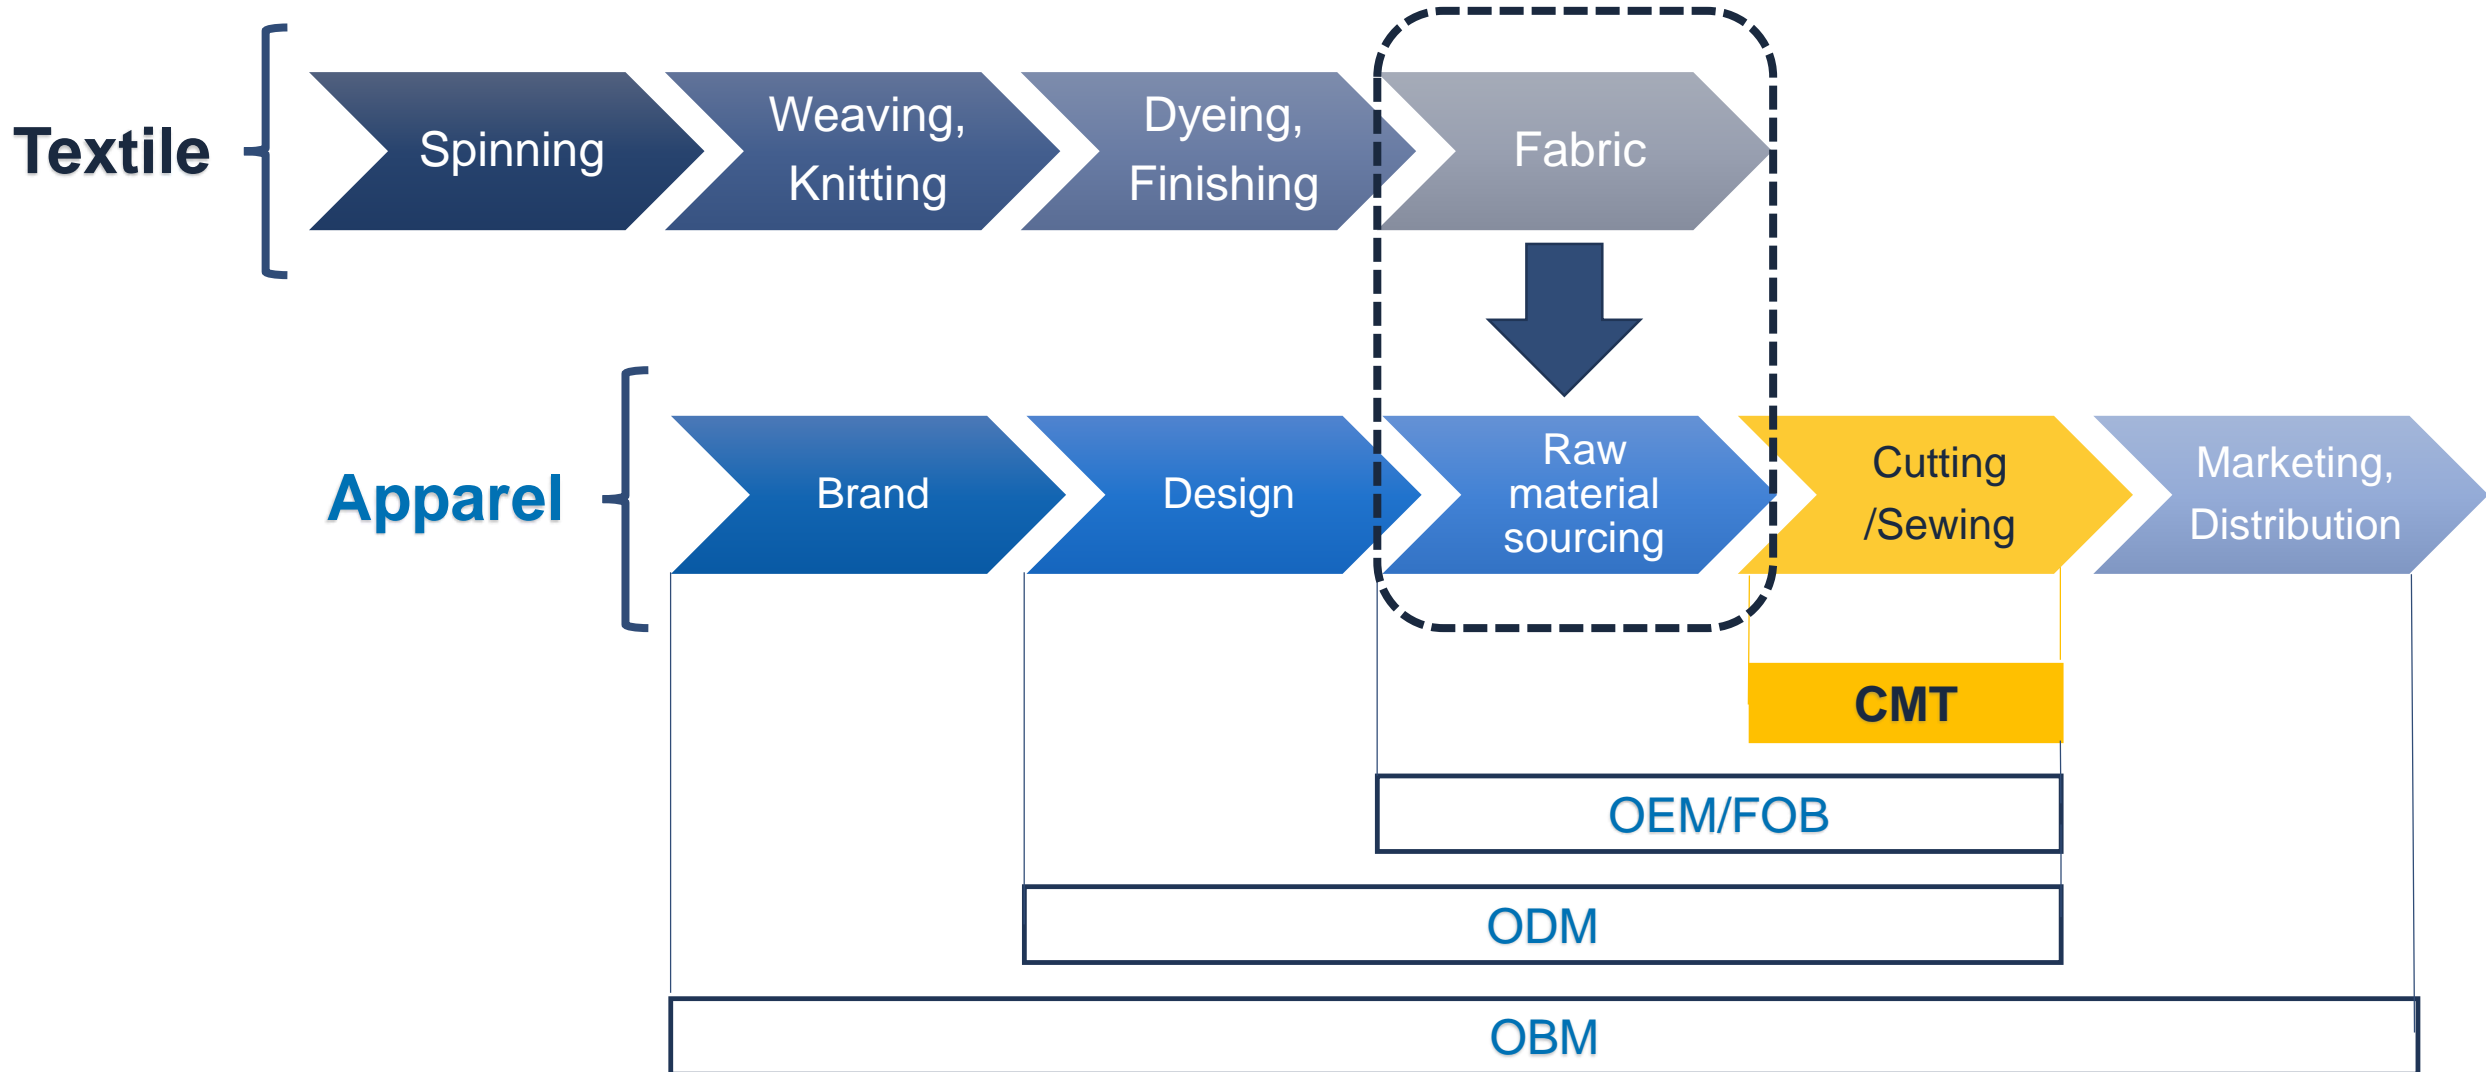 Textile
Spinning
Weaving,
Knitting
Dyeing,
Finishing
Fabric
Apparel
Brand
Design
Raw
material
sourcing
Cutting
/Sewing
Marketing,
Distribution
CMT
OEM/FOB
ODM
OBM